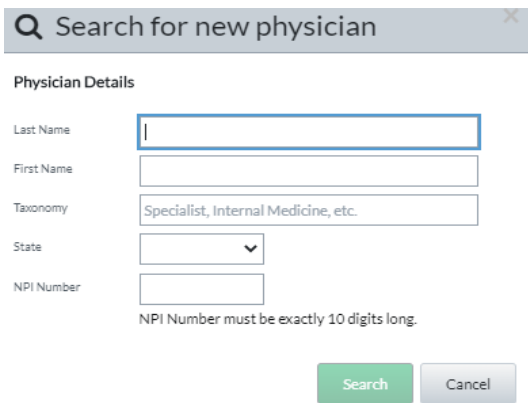 Search for new physician
Physician Details
Last Name
First Name
Taxonomy
Specialist, Internal Medicine, etc.
State
NPI Number
NPI Number must be exactly 10 digits long.
Search
Cancel